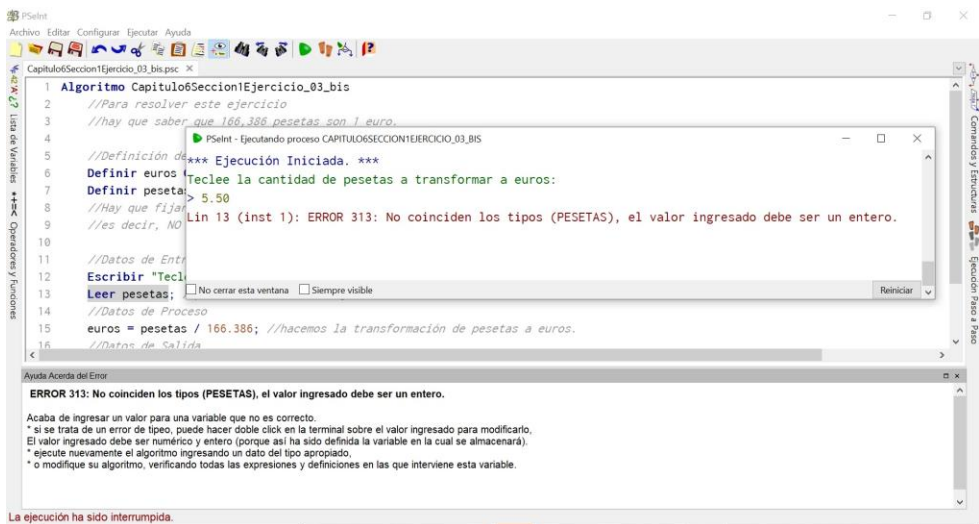 PSeInt
Archivo Editar Configurar Ejecutar Ayuda
Capitulo6Seccion1Ejercicio_03_bis.psc
1 Algoritmo Capitulo6Seccion1Ejercicio_03_bis
2 //Para resolver este ejercicio
3 //hay que saber que 166,386 pesetas son 1 euro.
4
5 //Definición de
6 Definir euros
7 Definir peseta
8 //Hay que fijar
9 //es decir, NO
10
11 //Datos de Entr
12 Escribir "Tecl
13 Leer pesetas;
14 //Datos de Proceso
15 euros = pesetas / 166.386; //hacemos la transformación de pesetas a euros.
16 //Datos de Salida
PSeInt - Ejecutando proceso CAPITULO6SECCION1EJERCICIO_03_BIS
*** Ejecución Iniciada. ***
Teclee la cantidad de pesetas a transformar a euros:
> 5.50
Lin 13 (inst 1): ERROR 313: No coinciden los tipos (PESETAS), el valor ingresado debe ser un entero.
No cerrar esta ventana
Siempre visible
Reiniciar
Lista de Variables
Operadores y Funciones
Comandos y Estructuras
Ejecución Paso a Paso
Ayuda Acerda del Error
ERROR 313: No coinciden los tipos (PESETAS), el valor ingresado debe ser un entero.
Acaba de ingresar un valor para una variable que no es correcto.
* si se trata de un error de tipeo, puede hacer doble click en la terminal sobre el valor ingresado para modificarlo,
El valor ingresado debe ser numérico y entero (porque así ha sido definida la variable en la cual se almacenará).
* ejecute nuevamente el algoritmo ingresando un dato del tipo apropiado,
* o modifique su algoritmo, verificando todas las expresiones y definiciones en las que interviene esta variable.
La ejecución ha sido interrumpida.